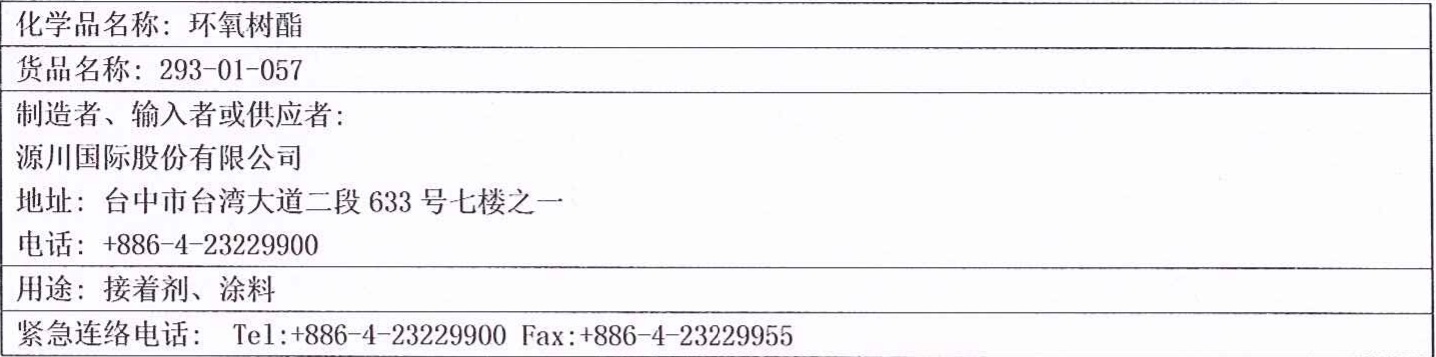 化学品名称: 环氧树酯
货品名称: 293-01-057
制造者、输入者或供应者:
源川国际股份有限公司
地址: 台中市台湾大道二段 633 号七楼之一
电话: +886-4-23229900
用途: 接着剂、涂料
紧急连络电话: Tel:+886-4-23229900 Fax:+886-4-23229955